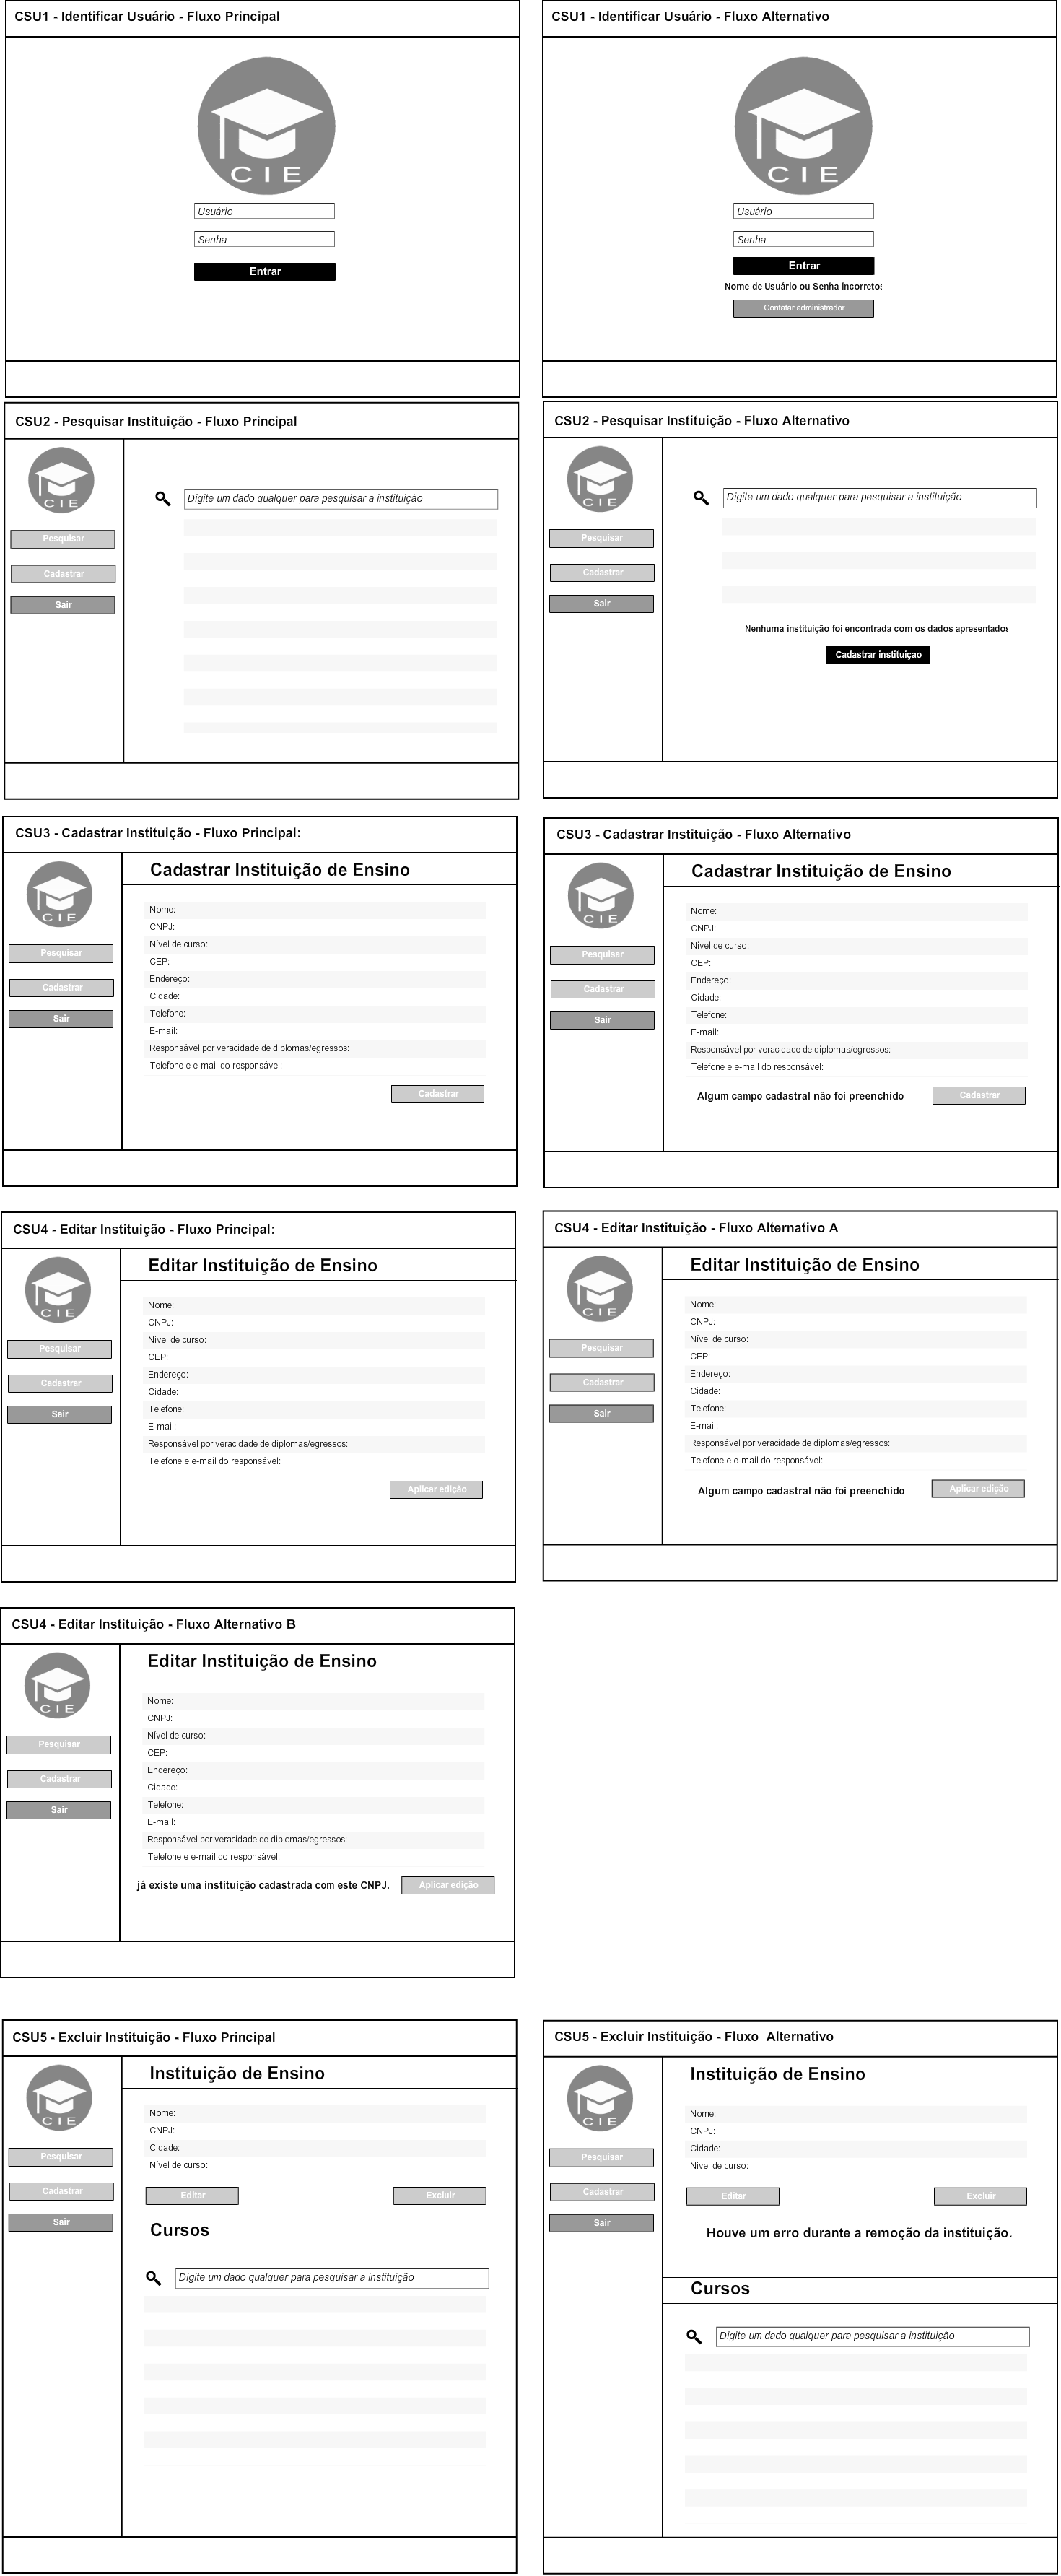 CSU1 - Identificar Usuário - Fluxo Principal
CIE
Usuário
Senha
Entrar
CSU1 - Identificar Usuário - Fluxo Alternativo
CIE
Usuário
Senha
Entrar
Nome de Usuário ou Senha incorretos
Contatar administrador
CSU2 - Pesquisar Instituição - Fluxo Principal
CIE
Pesquisar
Cadastrar
Sair
Digite um dado qualquer para pesquisar a instituição
CSU2 - Pesquisar Instituição - Fluxo Alternativo
CIE
Pesquisar
Cadastrar
Sair
Digite um dado qualquer para pesquisar a instituição
Nenhuma instituição foi encontrada com os dados apresentados
Cadastrar instituiçao
CSU3 - Cadastrar Instituição - Fluxo Principal:
CIE
Pesquisar
Cadastrar
Sair
Cadastrar Instituição de Ensino
Nome:
CNPJ:
Nível de curso:
CEP:
Endereço:
Cidade:
Telefone:
E-mail:
Responsável por veracidade de diplomas/egressos:
Telefone e e-mail do responsável:
Cadastrar
CSU3 - Cadastrar Instituição - Fluxo Alternativo
CIE
Pesquisar
Cadastrar
Sair
Cadastrar Instituição de Ensino
Nome:
CNPJ:
Nível de curso:
CEP:
Endereço:
Cidade:
Telefone:
E-mail:
Responsável por veracidade de diplomas/egressos:
Telefone e e-mail do responsável:
Algum campo cadastral não foi preenchido
Cadastrar
CSU4 - Editar Instituição - Fluxo Principal:
CIE
Pesquisar
Cadastrar
Sair
Editar Instituição de Ensino
Nome:
CNPJ:
Nível de curso:
CEP:
Endereço:
Cidade:
Telefone:
E-mail:
Responsável por veracidade de diplomas/egressos:
Telefone e e-mail do responsável:
Aplicar edição
CSU4 - Editar Instituição - Fluxo Alternativo A
CIE
Pesquisar
Cadastrar
Sair
Editar Instituição de Ensino
Nome:
CNPJ:
Nível de curso:
CEP:
Endereço:
Cidade:
Telefone:
E-mail:
Responsável por veracidade de diplomas/egressos:
Telefone e e-mail do responsável:
Algum campo cadastral não foi preenchido
Aplicar edição
CSU4 - Editar Instituição - Fluxo Alternativo B
CIE
Pesquisar
Cadastrar
Sair
Editar Instituição de Ensino
Nome:
CNPJ:
Nível de curso:
CEP:
Endereço:
Cidade:
Telefone:
E-mail:
Responsável por veracidade de diplomas/egressos:
Telefone e e-mail do responsável:
já existe uma instituição cadastrada com este CNPJ.
Aplicar edição
CSU5 - Excluir Instituição - Fluxo Principal
CIE
Pesquisar
Cadastrar
Sair
Instituição de Ensino
Nome:
CNPJ:
Cidade:
Nível de curso:
Editar
Excluir
Cursos
Digite um dado qualquer para pesquisar a instituição
CSU5 - Excluir Instituição - Fluxo Alternativo
CIE
Pesquisar
Cadastrar
Sair
Instituição de Ensino
Nome:
CNPJ:
Cidade:
Nível de curso:
Editar
Excluir
Houve um erro durante a remoção da instituição.
Cursos
Digite um dado qualquer para pesquisar a instituição